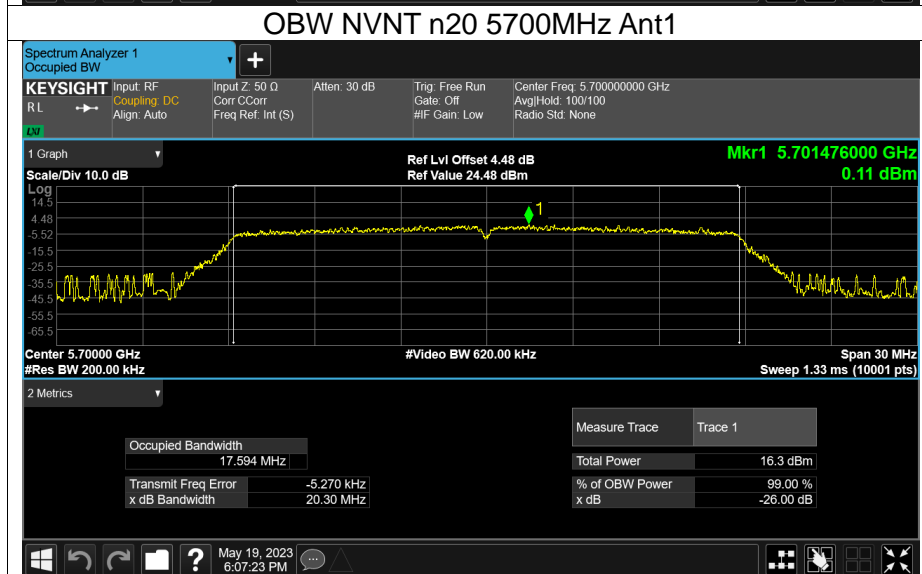 OBW NVNT n20 5700MHz Ant1
Spectrum Analyzer 1
Occupied BW
+
KEYSIGHT
R L
LXI
Input: RF
Coupling: DC
Align: Auto
Input Z: 50 Ω
Corr CCorr
Freq Ref: Int (S)
Atten: 30 dB
Trig: Free Run
Gate: Off
#IF Gain: Low
Center Freq: 5.700000000 GHz
Avg|Hold: 100/100
Radio Std: None
1 Graph
Scale/Div 10.0 dB
Ref Lvl Offset 4.48 dB
Ref Value 24.48 dBm
Mkr1 5.701476000 GHz
0.11 dBm
Log
14.5
4.48
-5.52
-15.5
-25.5
-35.5
-45.5
-55.5
-65.5
1
Center 5.70000 GHz
#Res BW 200.00 kHz
#Video BW 620.00 kHz
Span 30 MHz
Sweep 1.33 ms (10001 pts)
2 Metrics
Occupied Bandwidth
17.594 MHz
Transmit Freq Error -5.270 kHz
x dB Bandwidth 20.30 MHz
Measure Trace Trace 1
Total Power 16.3 dBm
% of OBW Power 99.00 %
x dB -26.00 dB
?
May 19, 2023
6:07:23 PM